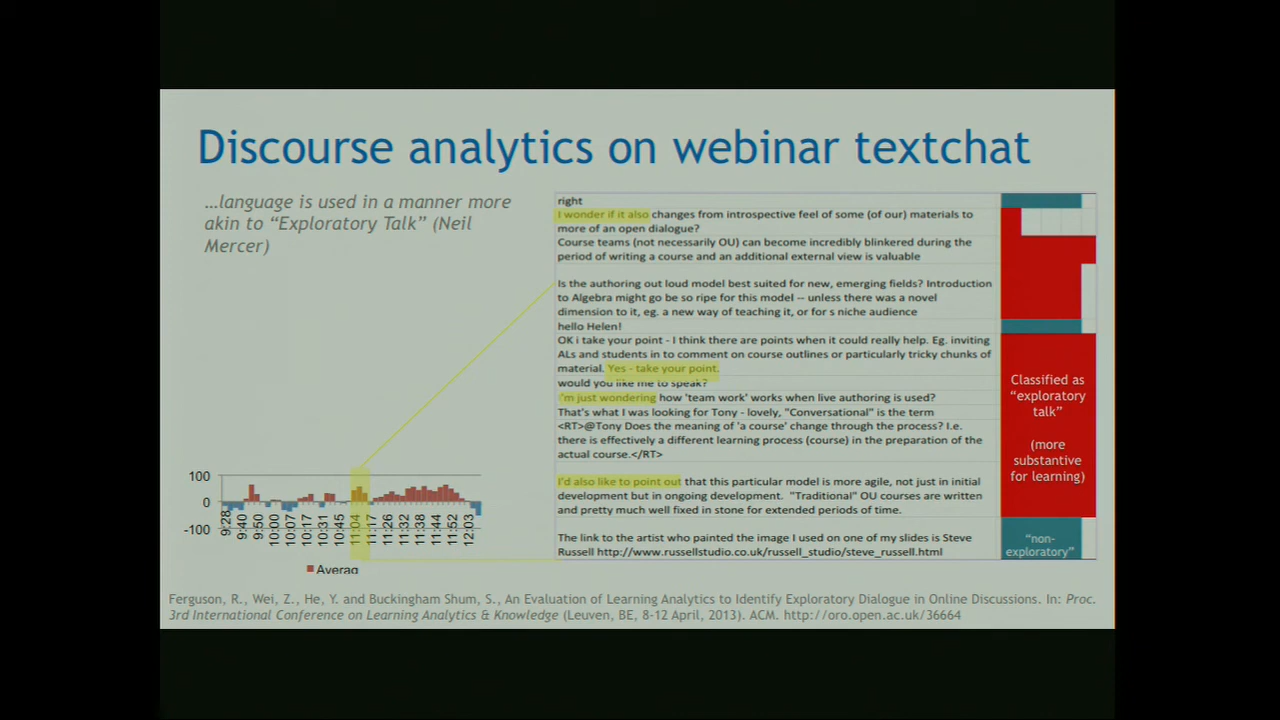 Discourse analytics on webinar textchat
…language is used in a manner more
akin to “Exploratory Talk” (Neil
Mercer)
right
I wonder if it also changes from introspective feel of some (of our) materials to
more of an open dialogue?
Course teams (not necessarily OU) can become incredibly blinkered during the
period of writing a course and an additional external view is valuable
Is the authoring out loud model best suited for new, emerging fields? Introduction
to Algebra might go be so ripe for this model -- unless there was a novel
dimension to it, eg. a new way of teaching it, or for s niche audience
hello Helen!
OK i take your point - I think there are points when it could really help. Eg. inviting
ALs and students in to comment on course outlines or particularly tricky chunks of
material. Yes - take your point.
would you like me to speak?
I'm just wondering how 'team work' works when live authoring is used?
That's what I was looking for Tony - lovely, "Conversational" is the term
<RT>@Tony Does the meaning of 'a course' change through the process? I.e.
there is effectively a different learning process (course) in the preparation of the
actual course.</RT>
I'd also like to point out that this particular model is more agile, not just in initial
development but in ongoing development.  "Traditional" OU courses are written
and pretty much well fixed in stone for extended periods of time.
The link to the artist who painted the image I used on one of my slides is Steve
Russell http://www.russellstudio.co.uk/russell_studio/steve_russell.html
Classified as
“exploratory
talk”
(more
substantive
for learning)
“non-
exploratory”
100
0
-100
9:28
9:40
9:50
10:00
10:07
10:17
10:31
10:45
11:04
11:17
11:26
11:32
11:38
11:44
11:52
12:03
Averag
Ferguson, R., Wei, Z., He, Y. and Buckingham Shum, S., An Evaluation of Learning Analytics to Identify Exploratory Dialogue in Online Discussions. In: Proc.
3rd International Conference on Learning Analytics & Knowledge (Leuven, BE, 8-12 April, 2013). ACM. http://oro.open.ac.uk/36664